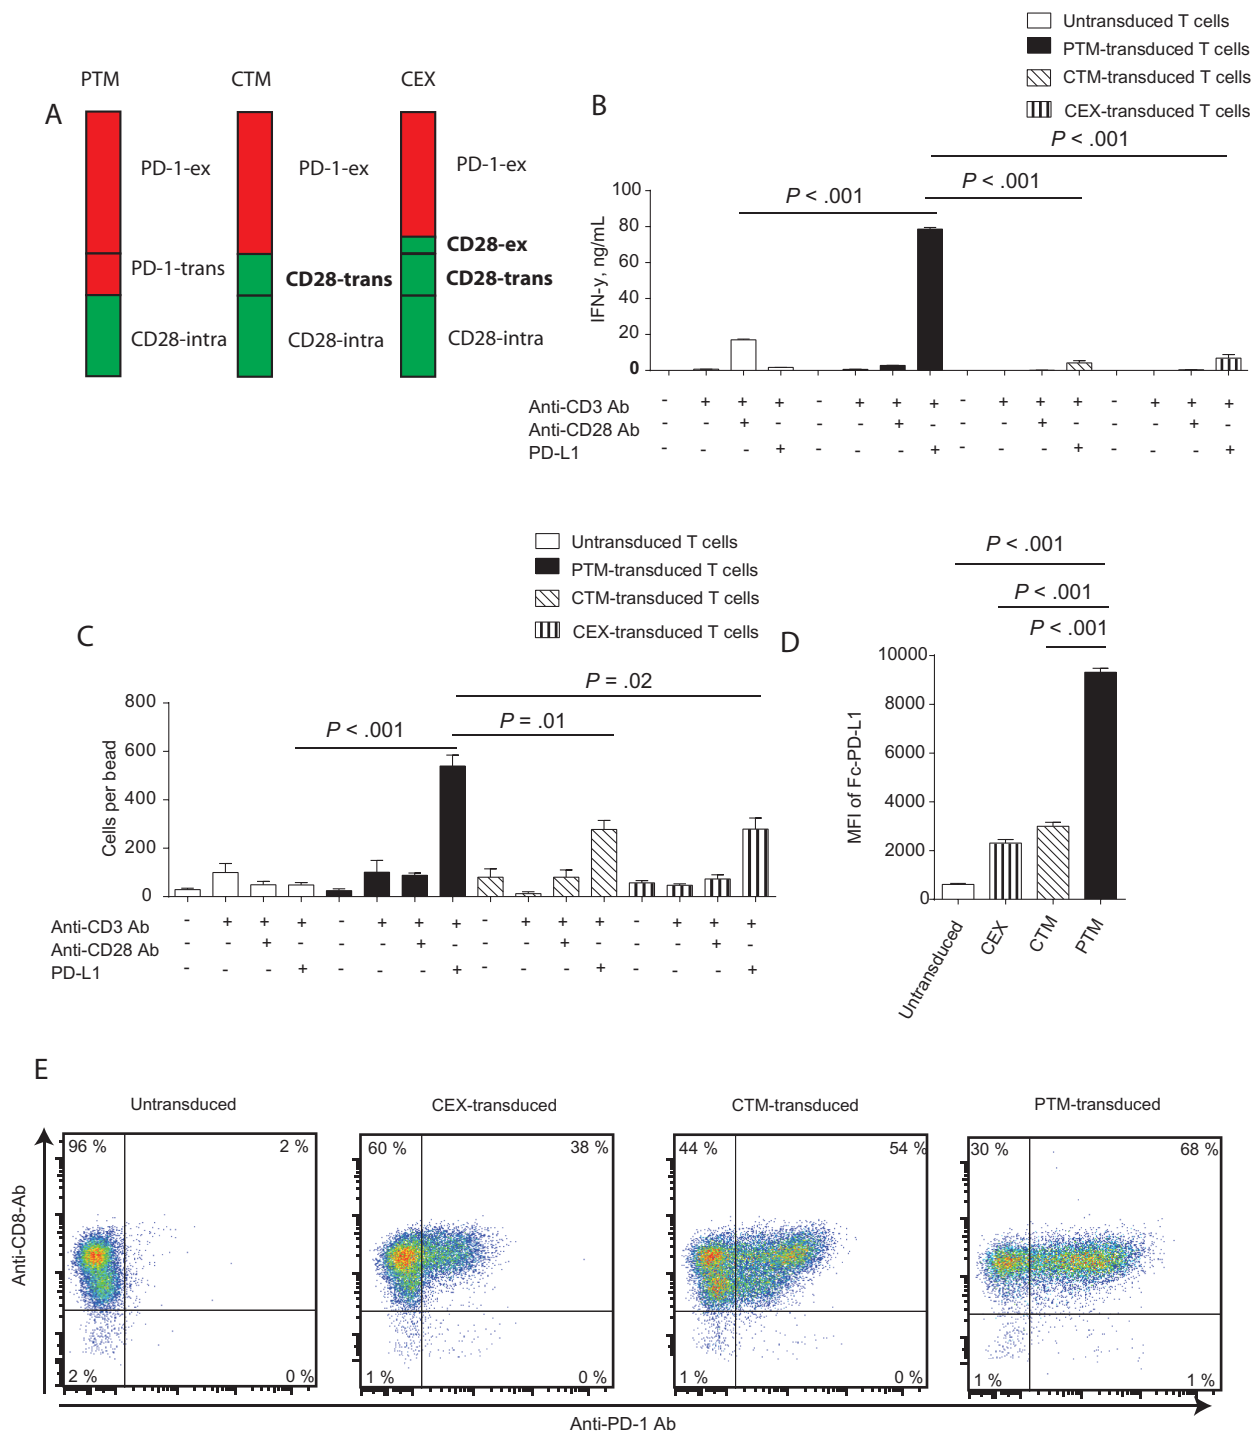 Untransduced T cells
PTM-transduced T cells
CTM-transduced T cells
CEX-transduced T cells
A
PTM CTM CEX
PD-1-ex PD-1-ex PD-1-ex
CD28-ex
PD-1-trans CD28-trans CD28-trans
CD28-intra CD28-intra CD28-intra
B
P < .001
P < .001
P < .001
IFN-y, ng/mL
100
80
60
40
20
0
Anti-CD3 Ab - + + + - + + + - + + + - + + +
Anti-CD28 Ab - - + - - - + - - - + - - - + -
PD-L1 - - - + - - - + - - - + - - - +
Untransduced T cells
PTM-transduced T cells
CTM-transduced T cells
CEX-transduced T cells
C
P = .02
P < .001 P = .01
Cells per bead
800
600
400
200
0
Anti-CD3 Ab - + + + - + + + - + + + - + + +
Anti-CD28 Ab - - + - - - + - - - + - - - + -
PD-L1 - - - + - - - + - - - + - - - +
D
P < .001
P < .001
P < .001
MFI of Fc-PD-L1
10000
8000
6000
4000
2000
0
Untransduced CEX CTM PTM
E
Untransduced CEX-transduced CTM-transduced PTM-transduced
96 % 2 % 60 % 38 % 44 % 54 % 30 % 68 %
Anti-CD8-Ab
2 % 0 % 1 % 0 % 1 % 0 % 1 % 1 %
Anti-PD-1 Ab